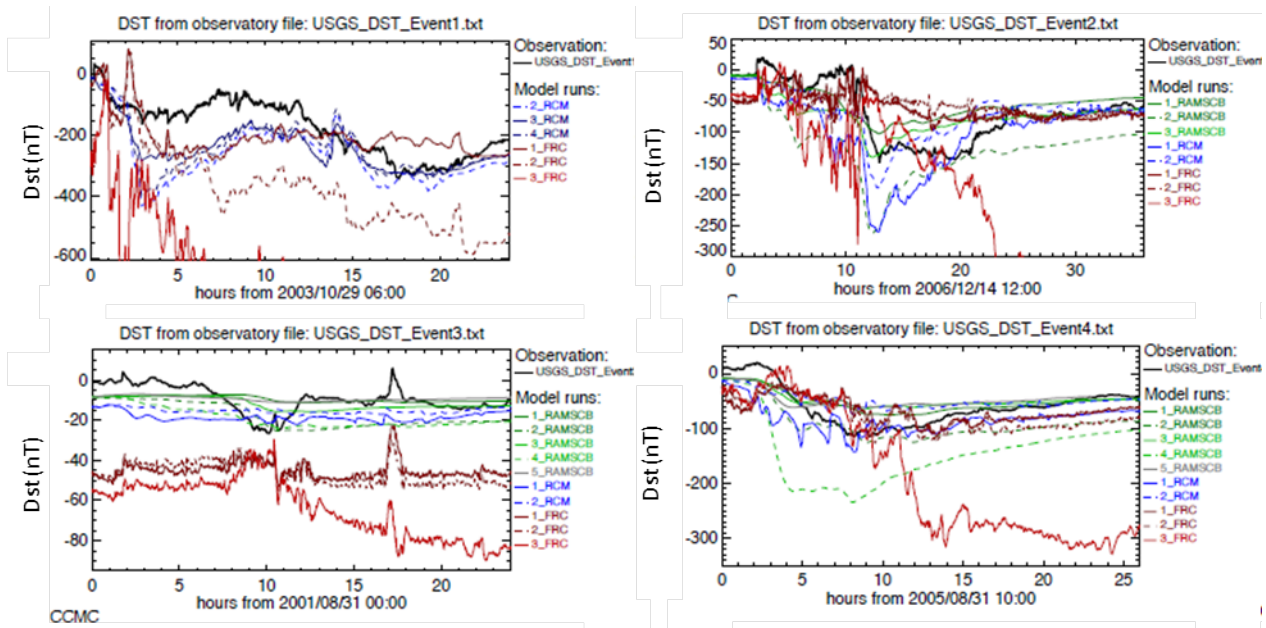 DST from observatory file: USGS_DST_Event1.txt
Dst (nT)
0
-200
-400
-600
0 5 10 15 20
hours from 2003/10/29 06:00
Observation:
USGS_DST_Event
Model runs:
2_RCM
3_RCM
4_RCM
1_FRC
2_FRC
3_FRC
DST from observatory file: USGS_DST_Event2.txt
Dst (nT)
50
0
-50
-100
-150
-200
-250
-300
0 10 20 30
hours from 2006/12/14 12:00
Observation:
USGS_DST_Event
Model runs:
1_RAMSCB
2_RAMSCB
3_RAMSCB
1_RCM
2_RCM
1_FRC
2_FRC
3_FRC
DST from observatory file: USGS_DST_Event3.txt
Dst (nT)
0
-20
-40
-60
-80
0 5 10 15 20
hours from 2001/08/31 00:00
CCMC
Observation:
USGS_DST_Event
Model runs:
1_RAMSCB
2_RAMSCB
3_RAMSCB
4_RAMSCB
5_RAMSCB
1_RCM
2_RCM
1_FRC
2_FRC
3_FRC
DST from observatory file: USGS_DST_Event4.txt
Dst (nT)
0
-100
-200
-300
0 5 10 15 20 25
hours from 2005/08/31 10:00
Observation:
USGS_DST_Event
Model runs:
1_RAMSCB
2_RAMSCB
3_RAMSCB
4_RAMSCB
5_RAMSCB
1_RCM
2_RCM
1_FRC
2_FRC
3_FRC